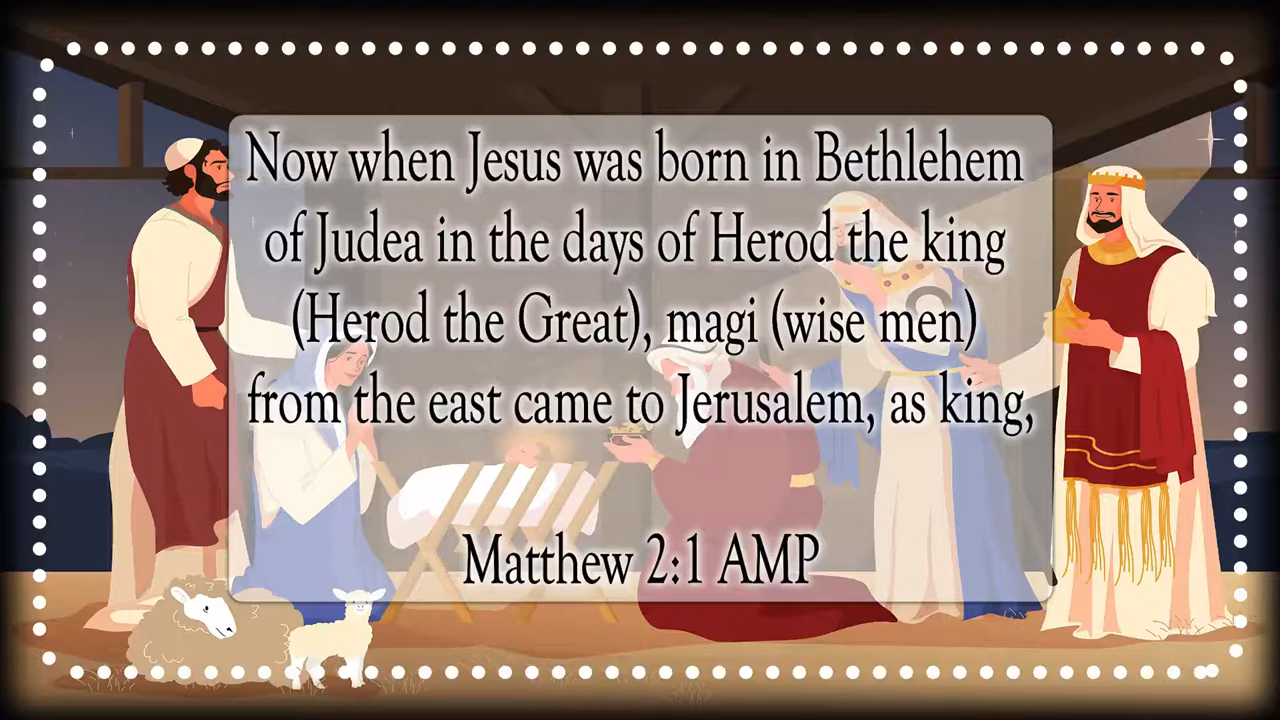 Now when Jesus was born in Bethlehem
of Judea in the days of Herod the king
(Herod the Great), magi (wise men)
from the east came to Jerusalem, as king,
Matthew 2:1 AMP